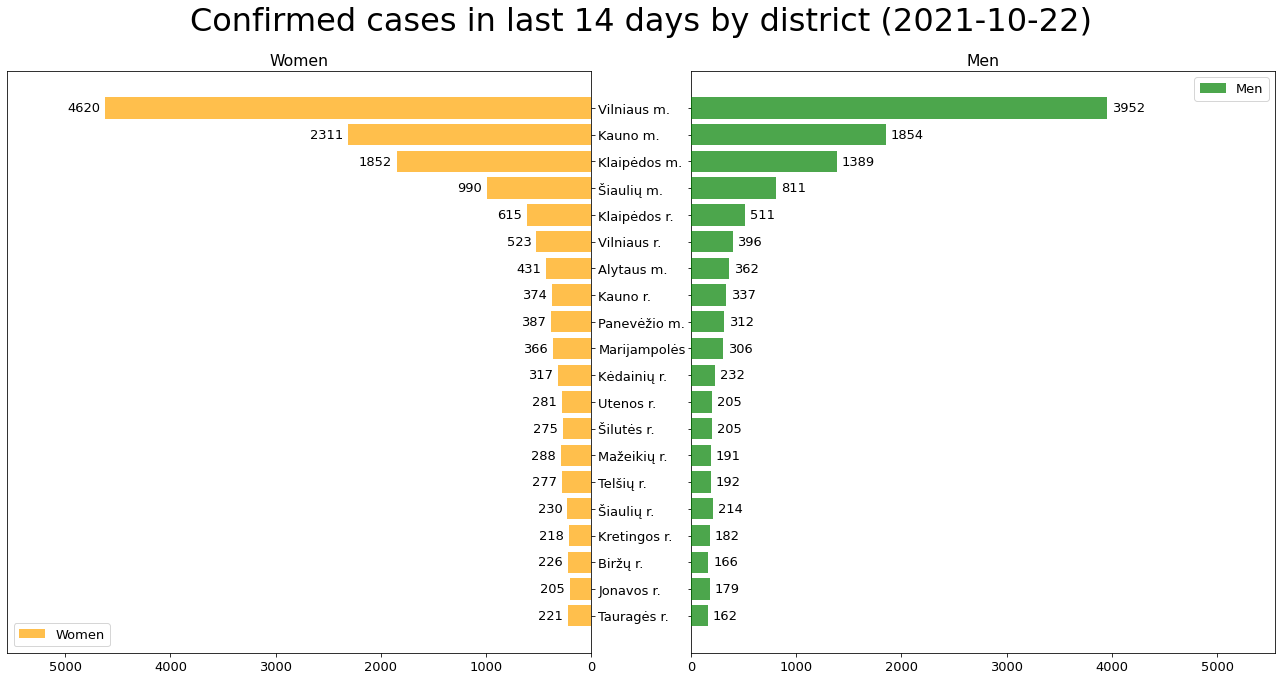 Confirmed cases in last 14 days by district (2021-10-22)
Women
Men
4620 Vilniaus m. 3952
2311 Kauno m. 1854
1852 Klaipėdos m. 1389
990 Šiaulių m. 811
615 Klaipėdos r. 511
523 Vilniaus r. 396
431 Alytaus m. 362
374 Kauno r. 337
387 Panevėžio m. 312
366 Marijampolės 306
317 Kėdainių r. 232
281 Utenos r. 205
275 Šilutės r. 205
288 Mažeikių r. 191
277 Telšių r. 192
230 Šiaulių r. 214
218 Kretingos r. 182
226 Biržų r. 166
205 Jonavos r. 179
221 Tauragės r. 162
Women
Men
5000 4000 3000 2000 1000 0
0 1000 2000 3000 4000 5000